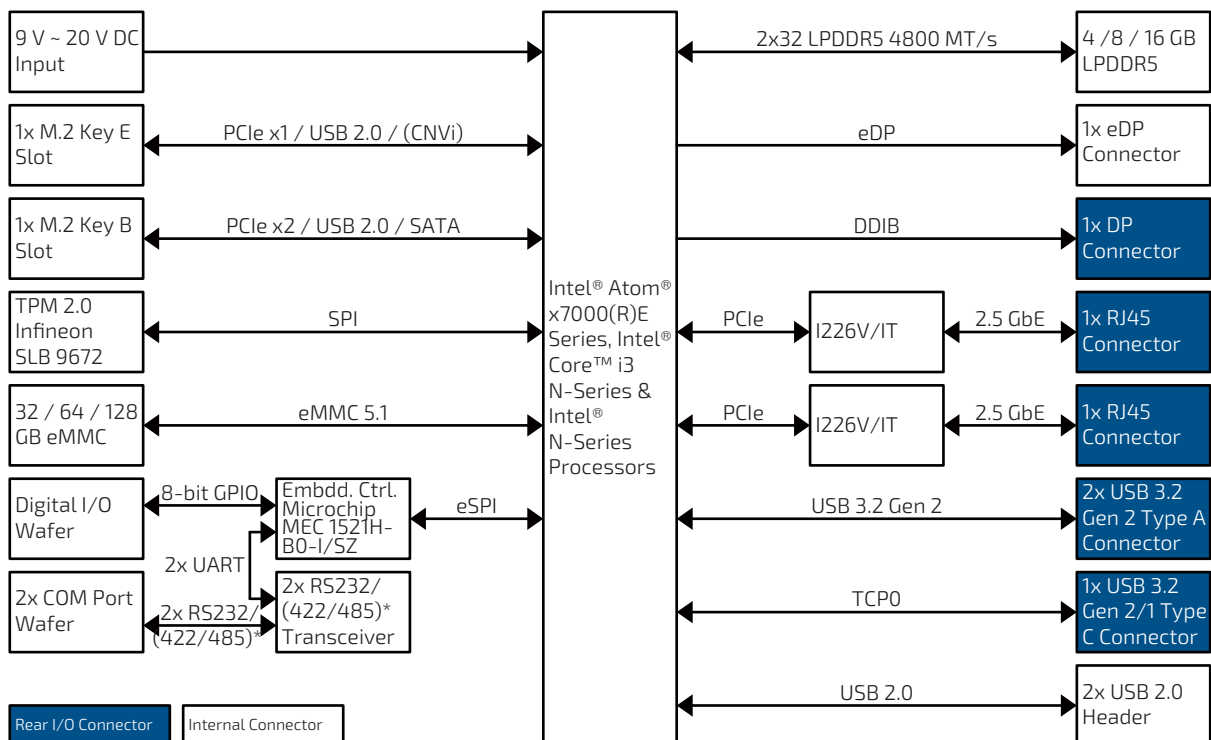 9 V ~ 20 V DC
Input
2x32 LPDDR5 4800 MT/s
4 /8 / 16 GB
LPDDR5
1x M.2 Key E
Slot
PCIe x1 / USB 2.0 / (CNVi)
eDP
1x eDP
Connector
1x M.2 Key B
Slot
PCIe x2 / USB 2.0 / SATA
DDIB
1x DP
Connector
TPM 2.0
Infineon
SLB 9672
SPI
Intel® Atom®
x7000(R)E
Series, Intel®
Core™ i3
N-Series &
Intel®
N-Series
Processors
PCIe
I226V/IT
2.5 GbE
1x RJ45
Connector
32 / 64 / 128
GB eMMC
eMMC 5.1
PCIe
I226V/IT
2.5 GbE
1x RJ45
Connector
Digital I/O
Wafer
8-bit GPIO
Embdd. Ctrl.
Microchip
MEC 1521H-
B0-I/SZ
eSPI
USB 3.2 Gen 2
2x USB 3.2
Gen 2 Type A
Connector
2x UART
2x COM Port
Wafer
2x RS232/
(422/485)*
2x RS232/
(422/485)*
Transceiver
TCP0
1x USB 3.2
Gen 2/1 Type
C Connector
USB 2.0
2x USB 2.0
Header
Rear I/O Connector
Internal Connector